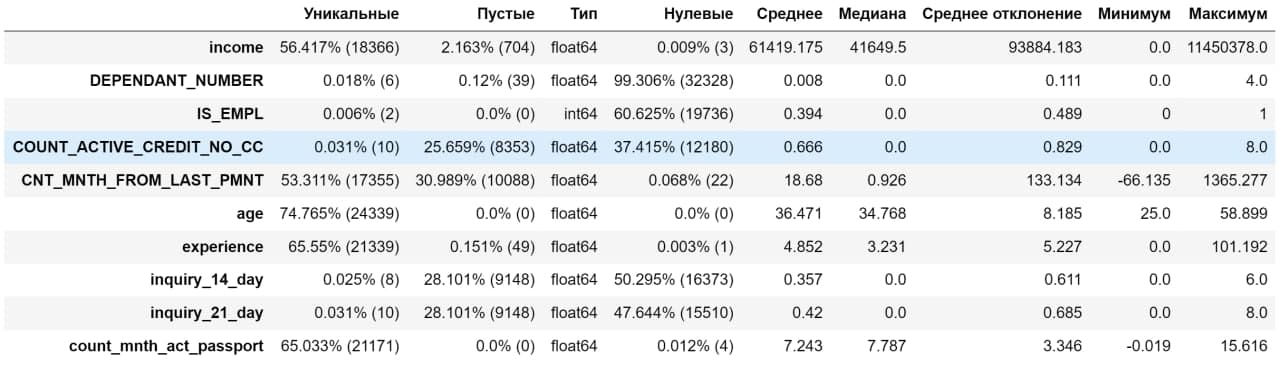 Уникальные Пустые Тип Нулевые Среднее Медиана Среднее отклонение Минимум Максимум
income 56.417% (18366) 2.163% (704) float64 0.009% (3) 61419.175 41649.5 93884.183 0.0 11450378.0
DEPENDANT_NUMBER 0.018% (6) 0.12% (39) float64 99.306% (32328) 0.008 0.0 0.111 0.0 4.0
IS_EMPL 0.006% (2) 0.0% (0) int64 60.625% (19736) 0.394 0.0 0.489 0 1
COUNT_ACTIVE_CREDIT_NO_CC 0.031% (10) 25.659% (8353) float64 37.415% (12180) 0.666 0.0 0.829 0.0 8.0
CNT_MNTH_FROM_LAST_PMNT 53.311% (17355) 30.989% (10088) float64 0.068% (22) 18.68 0.926 133.134 -66.135 1365.277
age 74.765% (24339) 0.0% (0) float64 0.0% (0) 36.471 34.768 8.185 25.0 58.899
experience 65.55% (21339) 0.151% (49) float64 0.003% (1) 4.852 3.231 5.227 0.0 101.192
inquiry_14_day 0.025% (8) 28.101% (9148) float64 50.295% (16373) 0.357 0.0 0.611 0.0 6.0
inquiry_21_day 0.031% (10) 28.101% (9148) float64 47.644% (15510) 0.42 0.0 0.685 0.0 8.0
count_mnth_act_passport 65.033% (21171) 0.0% (0) float64 0.012% (4) 7.243 7.787 3.346 -0.019 15.616